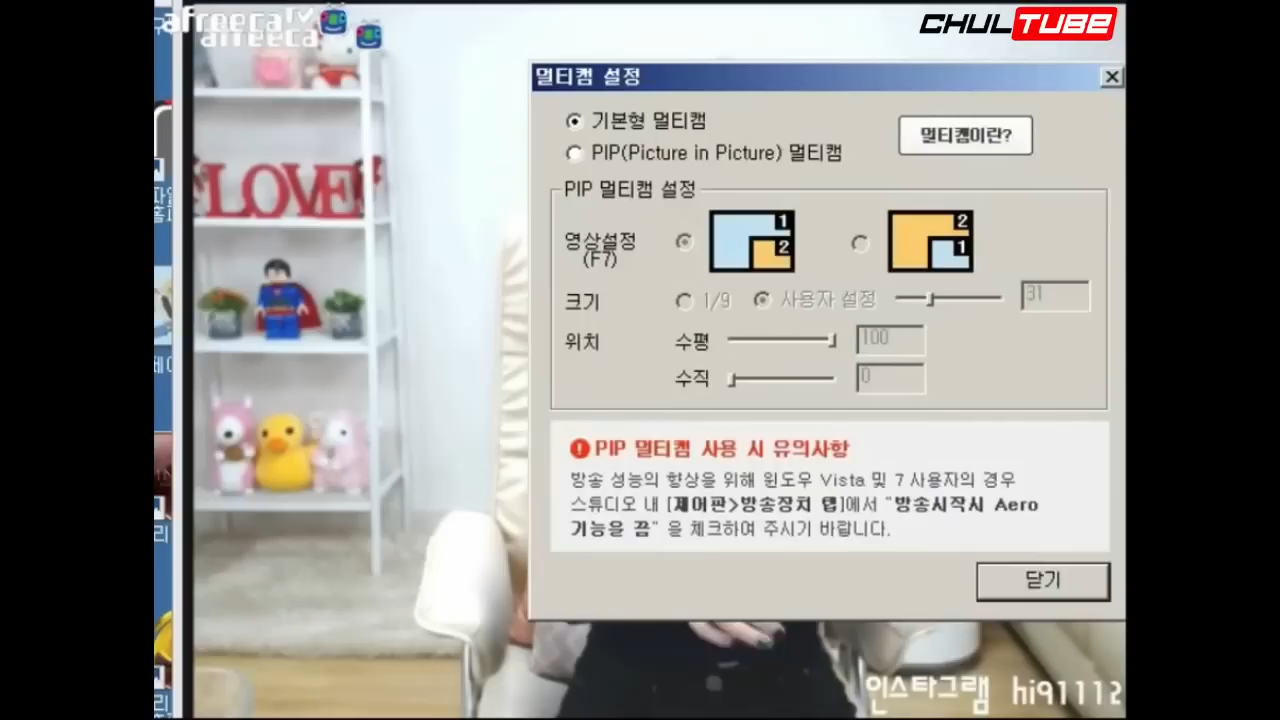 afreecaTV
afreeca
CHULTUBE
멀티캠 설정
기본형 멀티캠
멀티캠이란?
PIP(Picture in Picture) 멀티캠
PIP 멀티캠 설정
LOVE
영상설정
(F7)
1
2
2
1
크기
1/9
사용자 설정
31
위치
수평
100
수직
0
PIP 멀티캠 사용 시 유의사항
방송 성능의 향상을 위해 윈도우 Vista 및 7 사용자의 경우
스튜디오 내 [제어판>방송장치 탭]에서 "방송시작시 Aero
기능을 끔" 을 체크하여 주시기 바랍니다.
닫기
인스타그램 hi91112